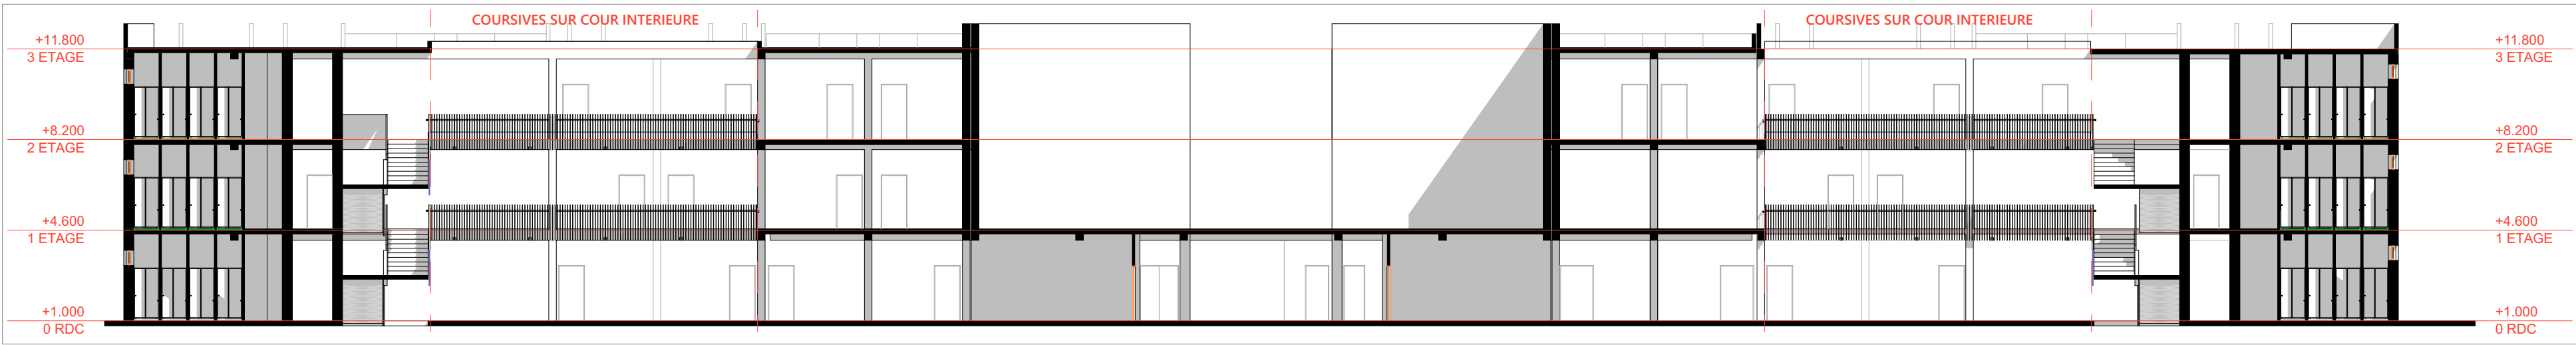 COURSIVES SUR COUR INTERIEURE
COURSIVES SUR COUR INTERIEURE
+11.800
3 ETAGE
+11.800
3 ETAGE
+8.200
2 ETAGE
+8.200
2 ETAGE
+4.600
1 ETAGE
+4.600
1 ETAGE
+1.000
0 RDC
+1.000
0 RDC